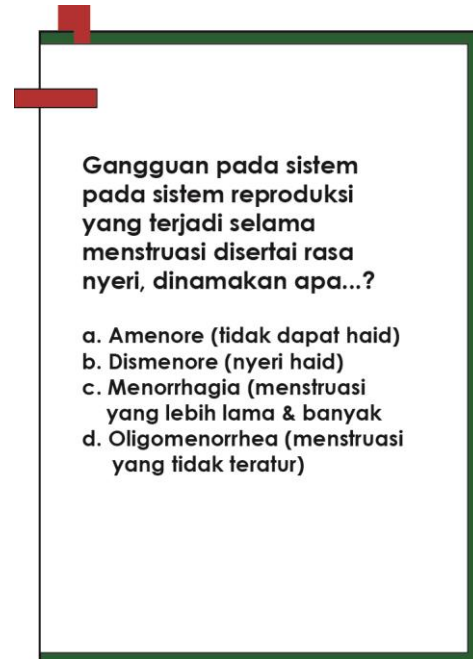 Gangguan pada sistem
pada sistem reproduksi
yang terjadi selama
menstruasi disertai rasa
nyeri, dinamakan apa...?
a. Amenore (tidak dapat haid)
b. Dismenore (nyeri haid)
c. Menorrhagia (menstruasi
yang lebih lama & banyak
d. Oligomenorrhea (menstruasi
yang tidak teratur)